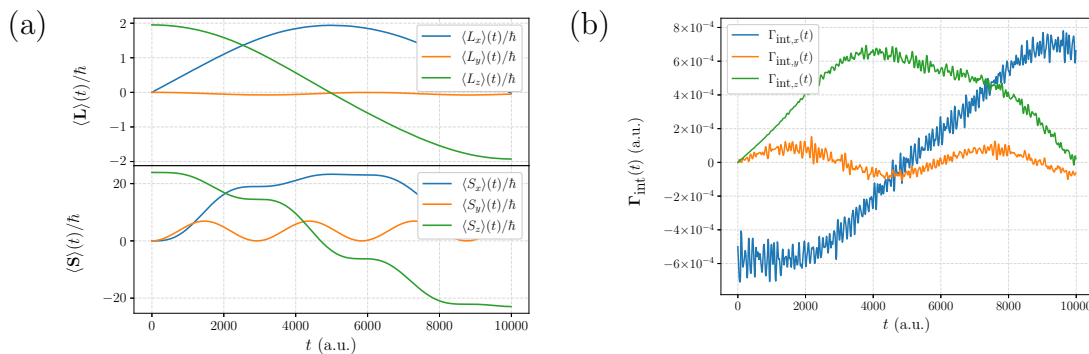 (a)
⟨L⟩(t)/ħ
2
1
0
−1
−2
⟨Lx⟩(t)/ħ
⟨Ly⟩(t)/ħ
⟨Lz⟩(t)/ħ
⟨S⟩(t)/ħ
20
0
−20
⟨Sx⟩(t)/ħ
⟨Sy⟩(t)/ħ
⟨Sz⟩(t)/ħ
0 2000 4000 6000 8000 10000
t (a.u.)
(b)
Γint(t) (a.u.)
8×10⁻⁴
6×10⁻⁴
4×10⁻⁴
2×10⁻⁴
0
−2×10⁻⁴
−4×10⁻⁴
−6×10⁻⁴
Γint,x(t)
Γint,y(t)
Γint,z(t)
0 2000 4000 6000 8000 10000
t (a.u.)